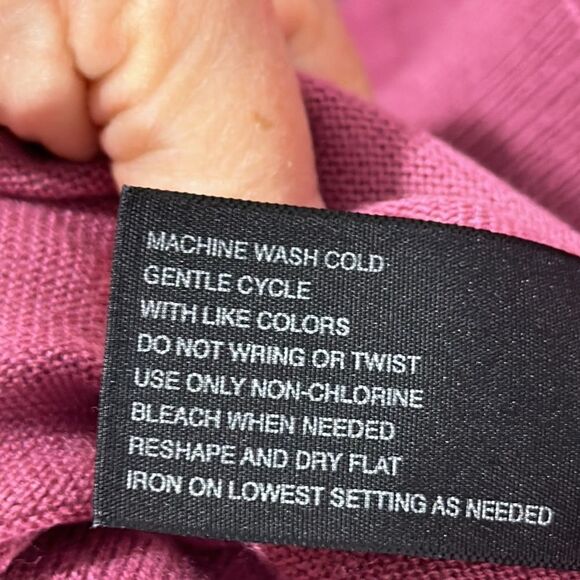 MACHINE WASH COLD
GENTLE CYCLE
WITH LIKE COLORS
DO NOT WRING OR TWIST
USE ONLY NON-CHLORINE
BLEACH WHEN NEEDED
RESHAPE AND DRY FLAT
IRON ON LOWEST SETTING AS NEEDED